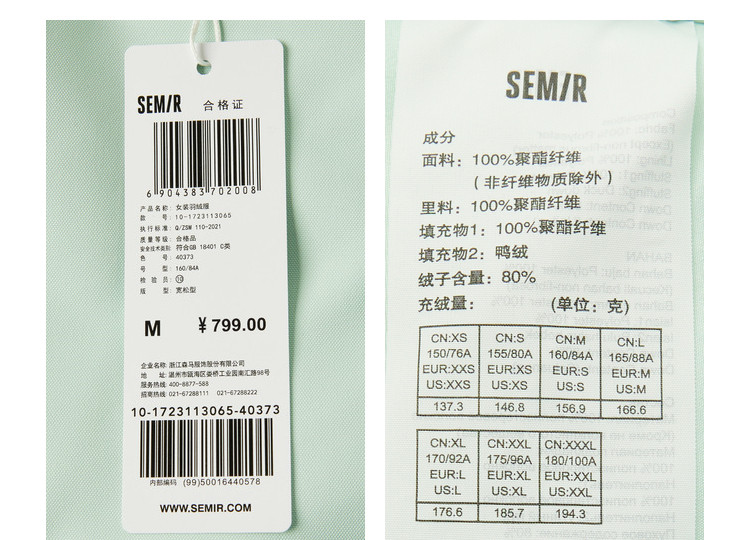 SEMIR 合格证
6 904383 702008
产品名称: 女装羽绒服
款 号: 10-1723113065
执行标准: Q/ZSM 110-2021
质量等级: 合格品
安全技术类别: 符合GB 18401 C类
色 号: 40373
号 型: 160/84A
检 验 员: 10
版 型: 宽松型
M ¥799.00
企业名称: 浙江森马服饰股份有限公司
地 址: 温州市瓯海区娄桥工业园南汇路98号
服务热线: 400-8877-588
招商热线: 021-67288111 021-67288222
10-1723113065-40373
内部编码 (99)50016440578
WWW.SEMIR.COM
SEMIR
成分
面料: 100%聚酯纤维
(非纤维物质除外)
里料: 100%聚酯纤维
填充物1: 100%聚酯纤维
填充物2: 鸭绒
绒子含量: 80%
充绒量: (单位: 克)
CN:XS CN:S CN:M CN:L
150/76A 155/80A 160/84A 165/88A
EUR:XXS EUR:XS EUR:S EUR:M
US:XXS US:XS US:S US:M
137.3 146.8 156.9 166.6
CN:XL CN:XXL CN:XXXL
170/92A 175/96A 180/100A
EUR:L EUR:XL EUR:XXL
US:L US:XL US:XXL
176.6 185.7 194.3